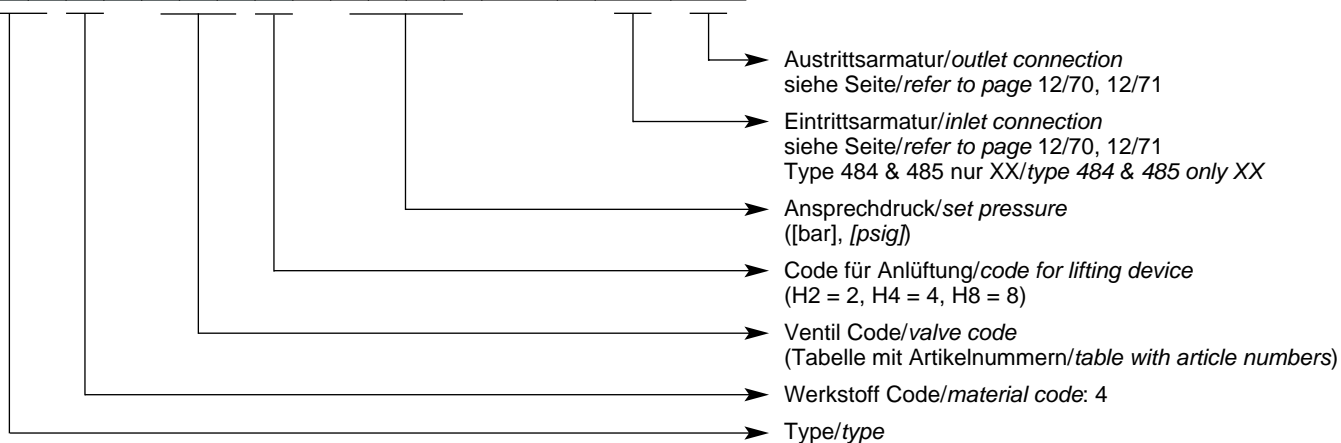 Austrittsarmatur/outlet connection
siehe Seite/refer to page 12/70, 12/71
Eintrittsarmatur/inlet connection
siehe Seite/refer to page 12/70, 12/71
Type 484 & 485 nur XX/type 484 & 485 only XX
Ansprechdruck/set pressure
([bar], [psig])
Code für Anlüftung/code for lifting device
(H2 = 2, H4 = 4, H8 = 8)
Ventil Code/valve code
(Tabelle mit Artikelnummern/table with article numbers)
Werkstoff Code/material code: 4
Type/type